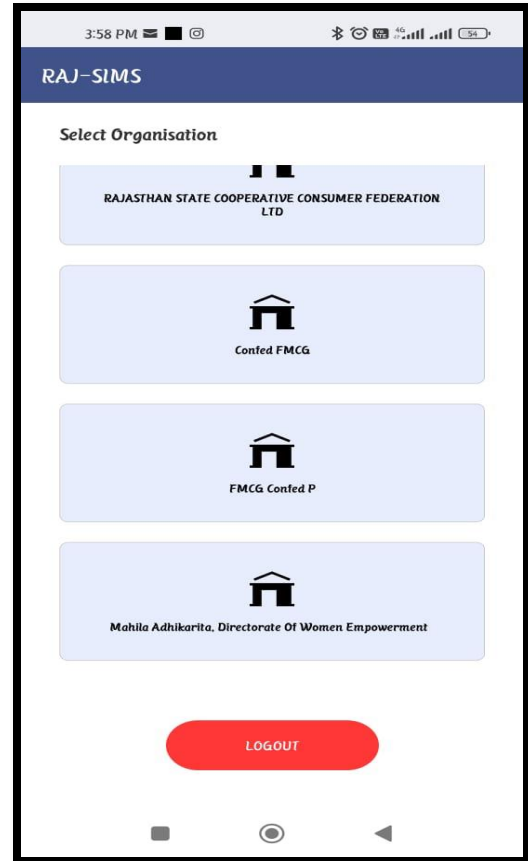 3:58 PM
4G
54
RAJ-SIMS
Select Organisation
RAJASTHAN STATE COOPERATIVE CONSUMER FEDERATION
LTD
Confed FMCG
FMCG Confed P
Mahila Adhikarita, Directorate Of Women Empowerment
LOGOUT